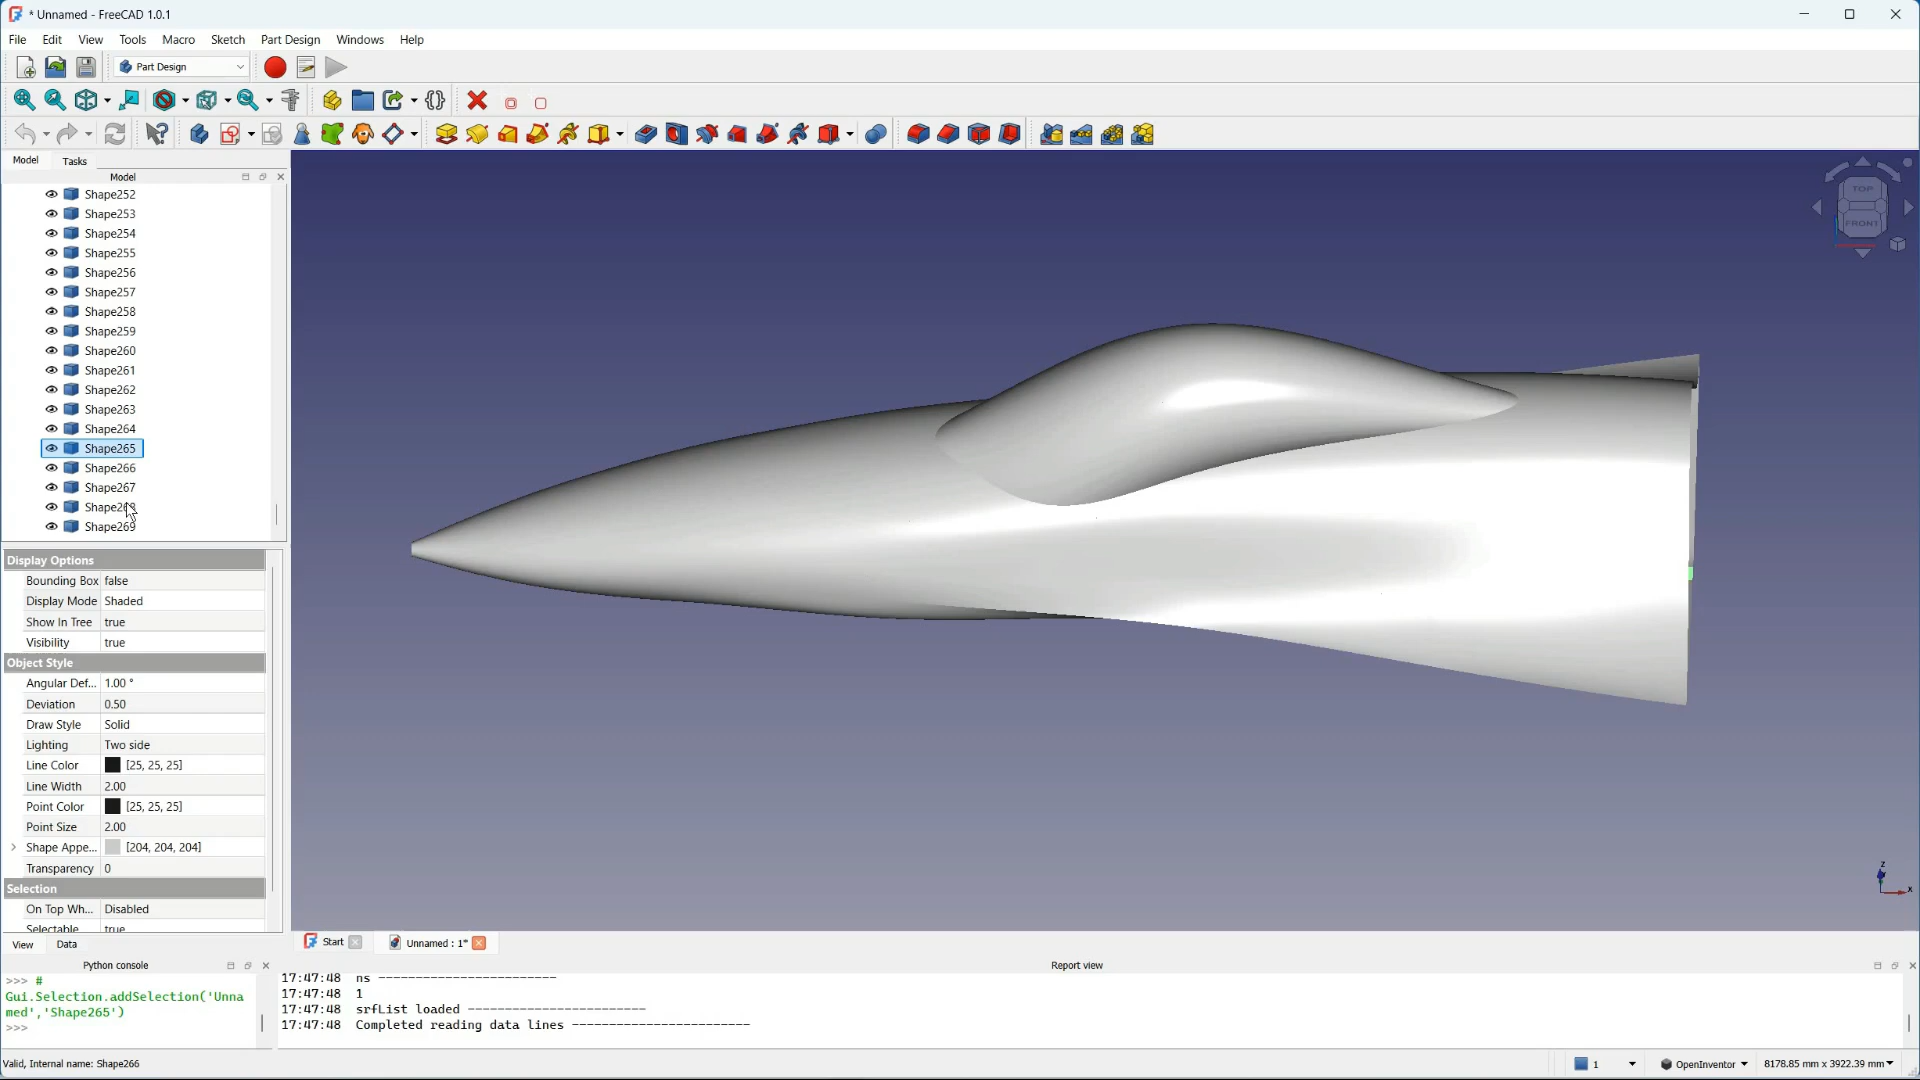 * Unnamed - FreeCAD 1.0.1
File Edit View Tools Macro Sketch Part Design Windows Help
Part Design
Model Tasks
Model
Shape252
Shape253
Shape254
Shape255
Shape256
Shape257
Shape258
Shape259
Shape260
Shape261
Shape262
Shape263
Shape264
Shape265
Shape266
Shape267
Shape269
TOP
FRONT
Display Options
Bounding Box false
Display Mode Shaded
Show In Tree true
Visibility true
Object Style
Angular Def... 1.00 °
Deviation 0.50
Draw Style Solid
Lighting Two side
Line Color [25, 25, 25]
Line Width 2.00
Point Color [25, 25, 25]
Point Size 2.00
Shape Appe... [204, 204, 204]
Transparency 0
Selection
On Top Wh... Disabled
Selectable true
View Data
Start Unnamed : 1*
z
x
Python console
>>> #
Gui.Selection.addSelection('Unna
med','Shape265')
>>>
Report view
17:47:48 ns ------------------------
17:47:48 1
17:47:48 srfList loaded ------------------------
17:47:48 Completed reading data lines ------------------------
Valid, Internal name: Shape266
1 OpenInventor 8178.85 mm x 3922.39 mm